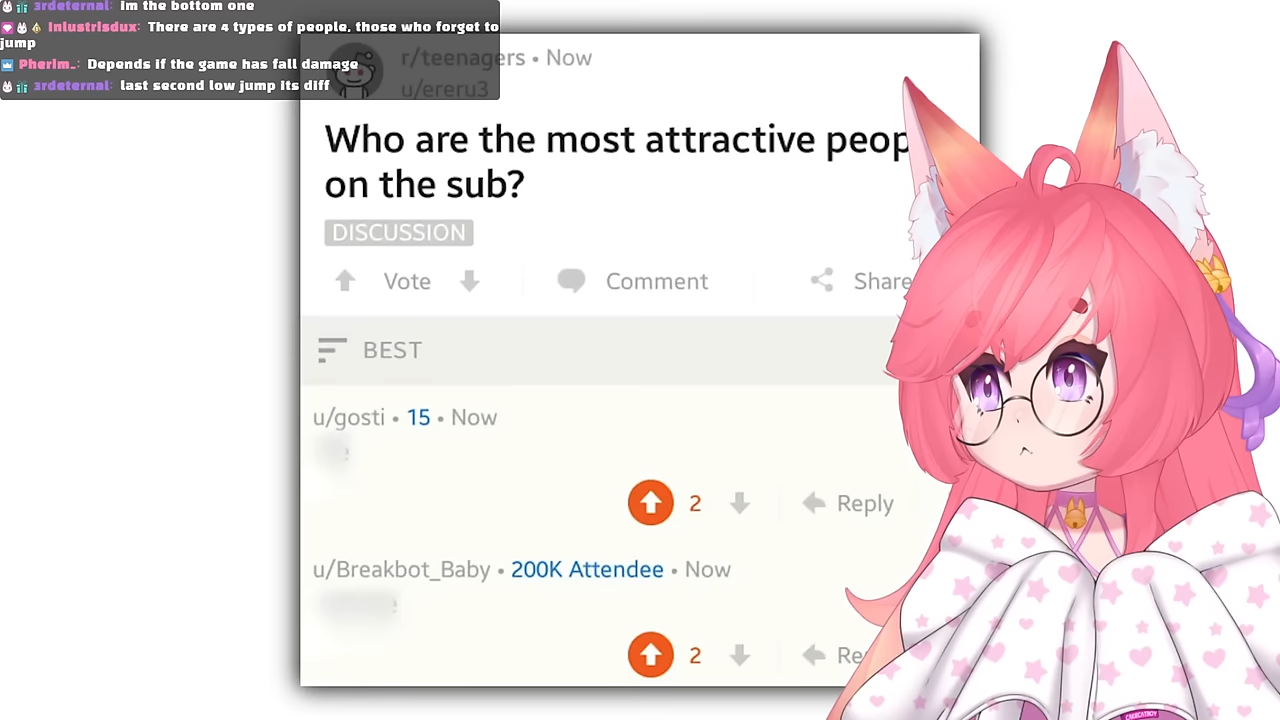 3rdeternal: im the bottom one
Inlustrisdux: There are 4 types of people, those who forget to
jump
Pherim_: Depends if the game has fall damage
3rdeternal: last second low jump its diff
r/teenagers • Now
u/ereru3
Who are the most attractive peop
on the sub?
DISCUSSION
Vote Comment Share
BEST
u/gosti • 15 • Now
2 Reply
u/Breakbot_Baby • 200K Attendee • Now
2 Re